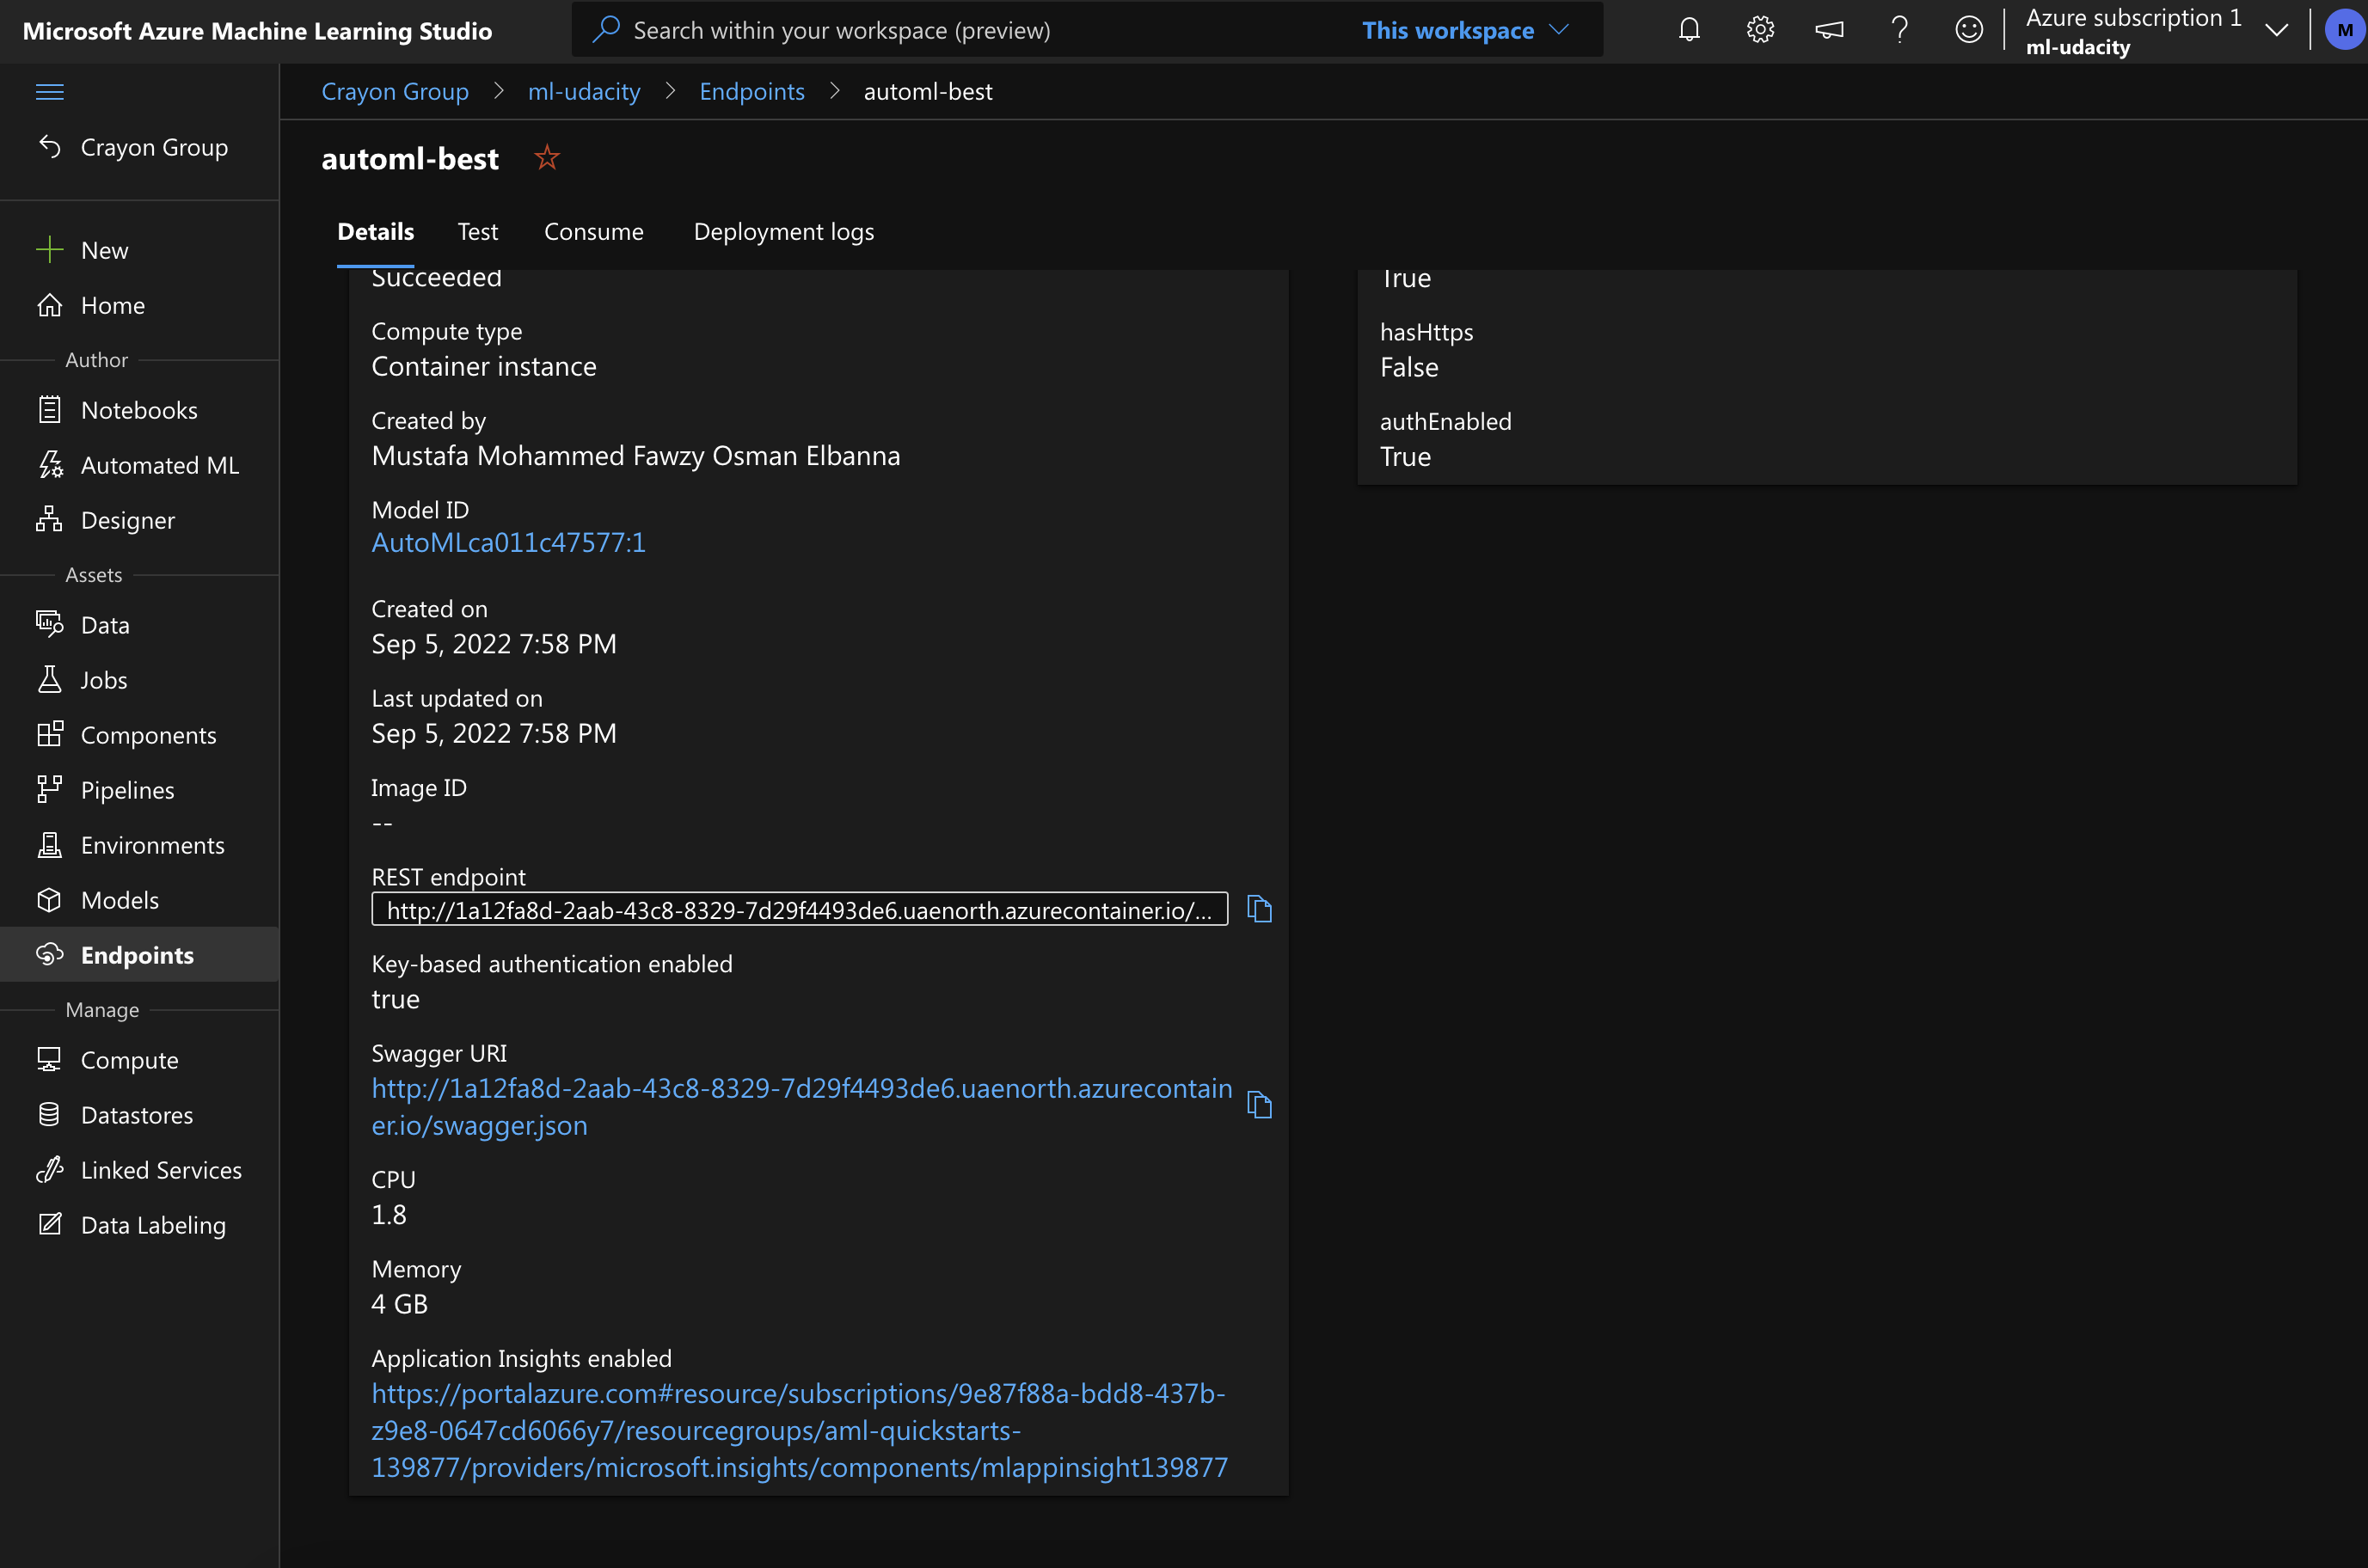 Microsoft Azure Machine Learning Studio
Search within your workspace (preview)
This workspace
Azure subscription 1
ml-udacity
M
Crayon Group
New
Home
Author
Notebooks
Automated ML
Designer
Assets
Data
Jobs
Components
Pipelines
Environments
Models
Endpoints
Manage
Compute
Datastores
Linked Services
Data Labeling
Crayon Group > ml-udacity > Endpoints > automl-best
automl-best
Details Test Consume Deployment logs
Succeeded
Compute type
Container instance
Created by
Mustafa Mohammed Fawzy Osman Elbanna
Model ID
AutoMLca011c47577:1
Created on
Sep 5, 2022 7:58 PM
Last updated on
Sep 5, 2022 7:58 PM
Image ID
--
REST endpoint
http://1a12fa8d-2aab-43c8-8329-7d29f4493de6.uaenorth.azurecontainer.io/...
Key-based authentication enabled
true
Swagger URI
http://1a12fa8d-2aab-43c8-8329-7d29f4493de6.uaenorth.azurecontain
er.io/swagger.json
CPU
1.8
Memory
4 GB
Application Insights enabled
https://portalazure.com#resource/subscriptions/9e87f88a-bdd8-437b-
z9e8-0647cd6066y7/resourcegroups/aml-quickstarts-
139877/providers/microsoft.insights/components/mlappinsight139877
True
hasHttps
False
authEnabled
True